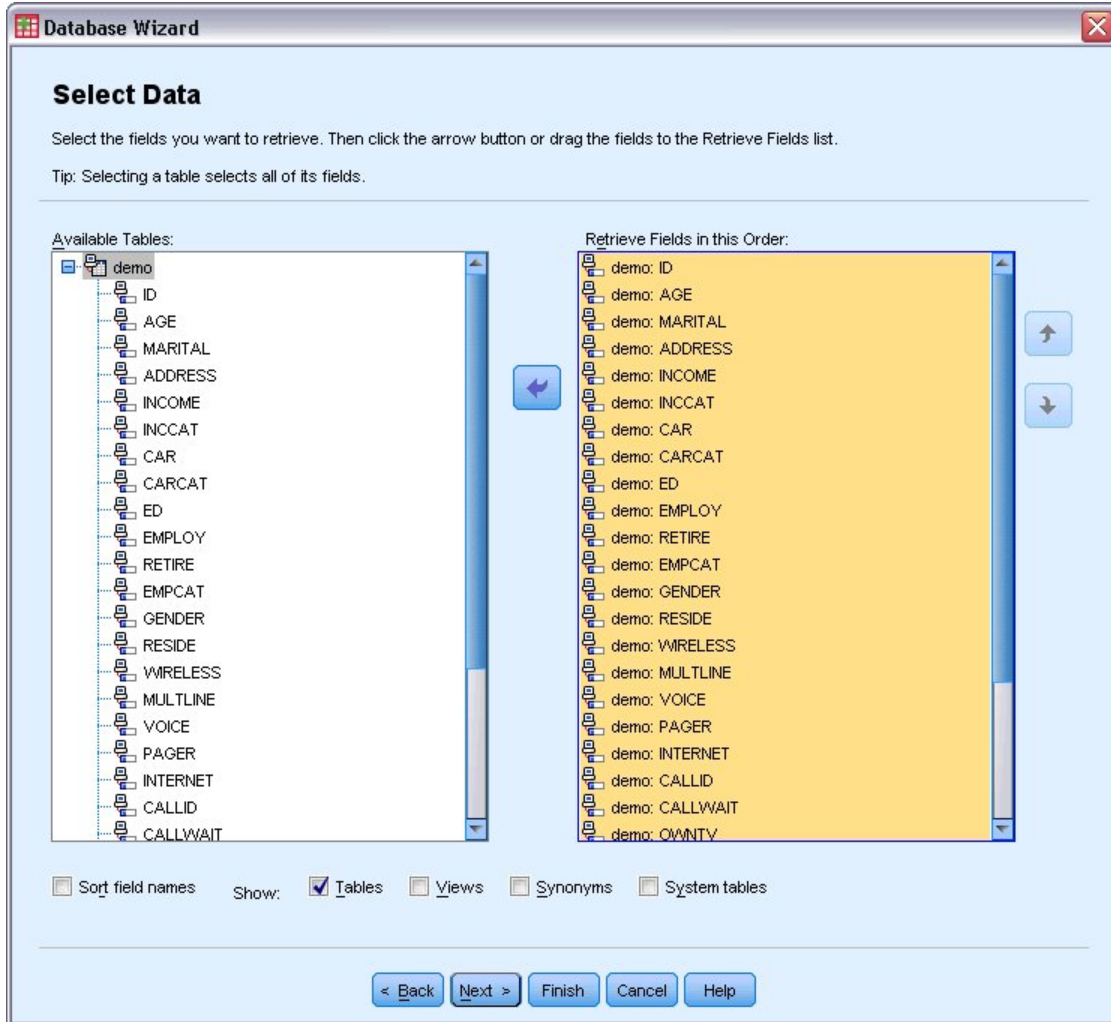 Database Wizard
Select Data
Select the fields you want to retrieve. Then click the arrow button or drag the fields to the Retrieve Fields list.
Tip: Selecting a table selects all of its fields.
Available Tables:
demo
ID
AGE
MARITAL
ADDRESS
INCOME
INCCAT
CAR
CARCAT
ED
EMPLOY
RETIRE
EMPCAT
GENDER
RESIDE
WIRELESS
MULTLINE
VOICE
PAGER
INTERNET
CALLID
CALLWAIT
Retrieve Fields in this Order:
demo: ID
demo: AGE
demo: MARITAL
demo: ADDRESS
demo: INCOME
demo: INCCAT
demo: CAR
demo: CARCAT
demo: ED
demo: EMPLOY
demo: RETIRE
demo: EMPCAT
demo: GENDER
demo: RESIDE
demo: WIRELESS
demo: MULTLINE
demo: VOICE
demo: PAGER
demo: INTERNET
demo: CALLID
demo: CALLWAIT
demo: OWNTV
Sort field names Show: Tables Views Synonyms System tables
< Back Next > Finish Cancel Help